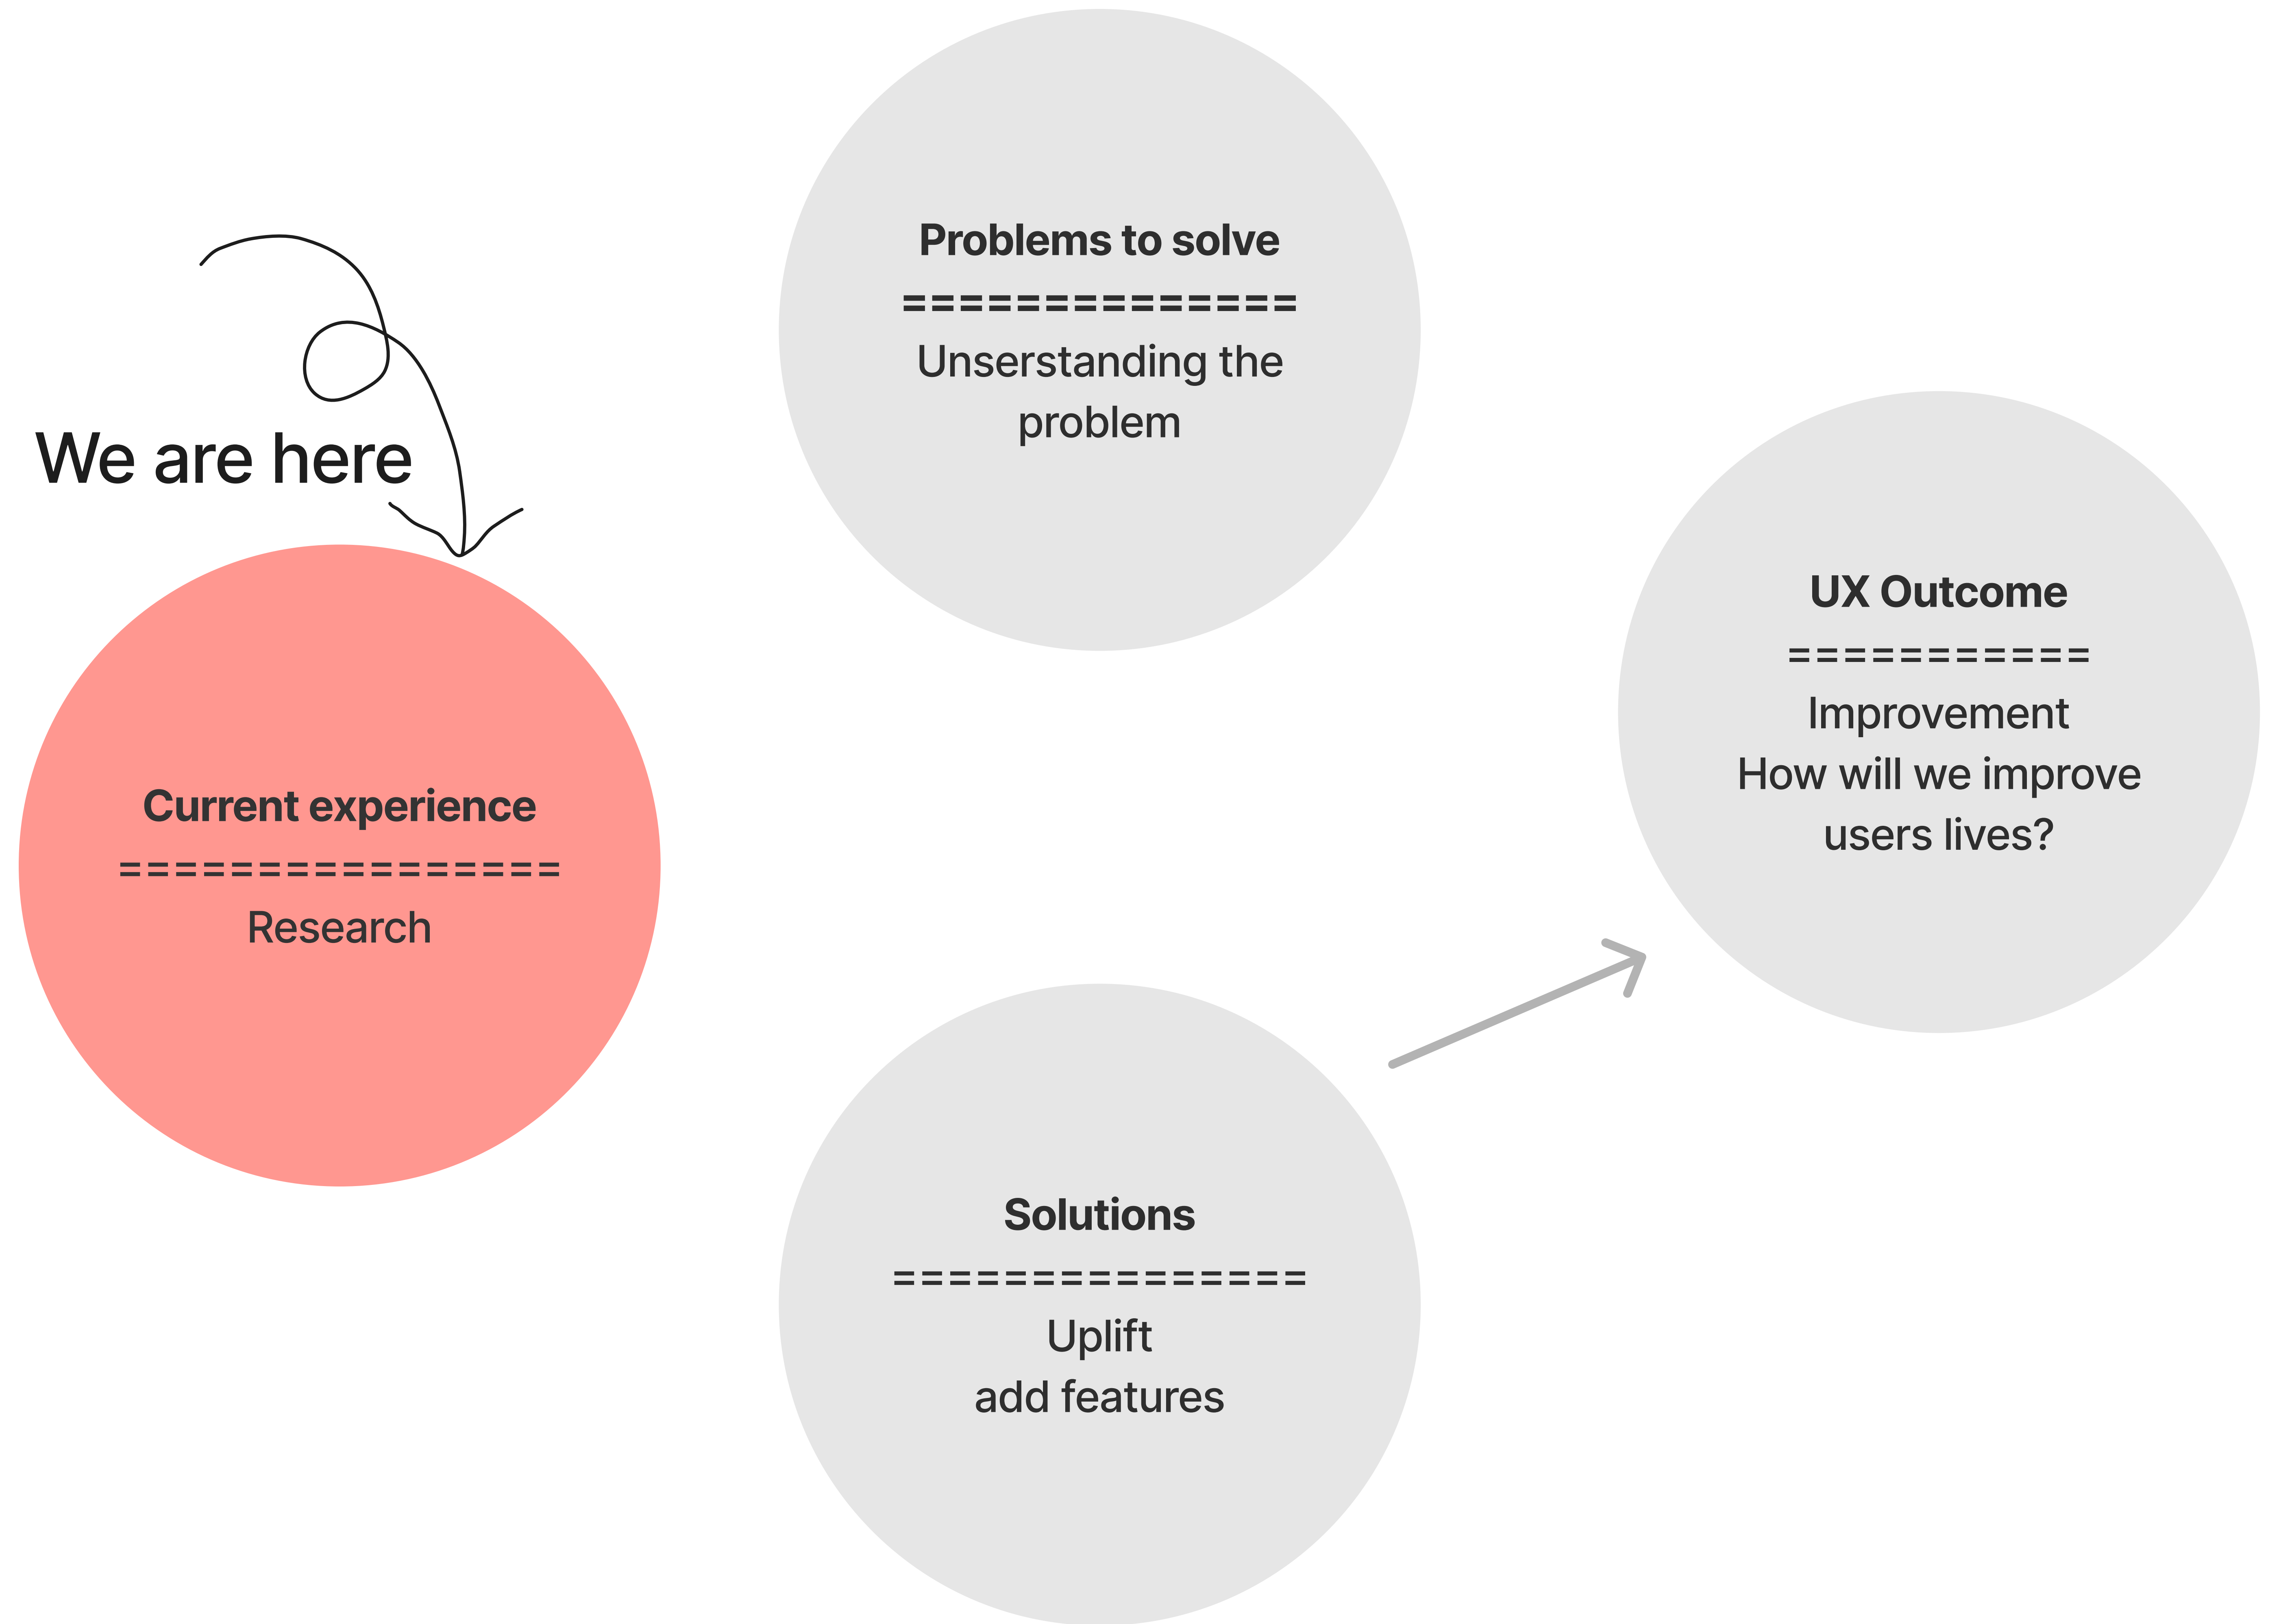 We are here
Current experience
================
Research
Problems to solve
==============
Unserstanding the
problem
Solutions
===============
Uplift
add features
UX Outcome
===========
Improvement
How will we improve
users lives?